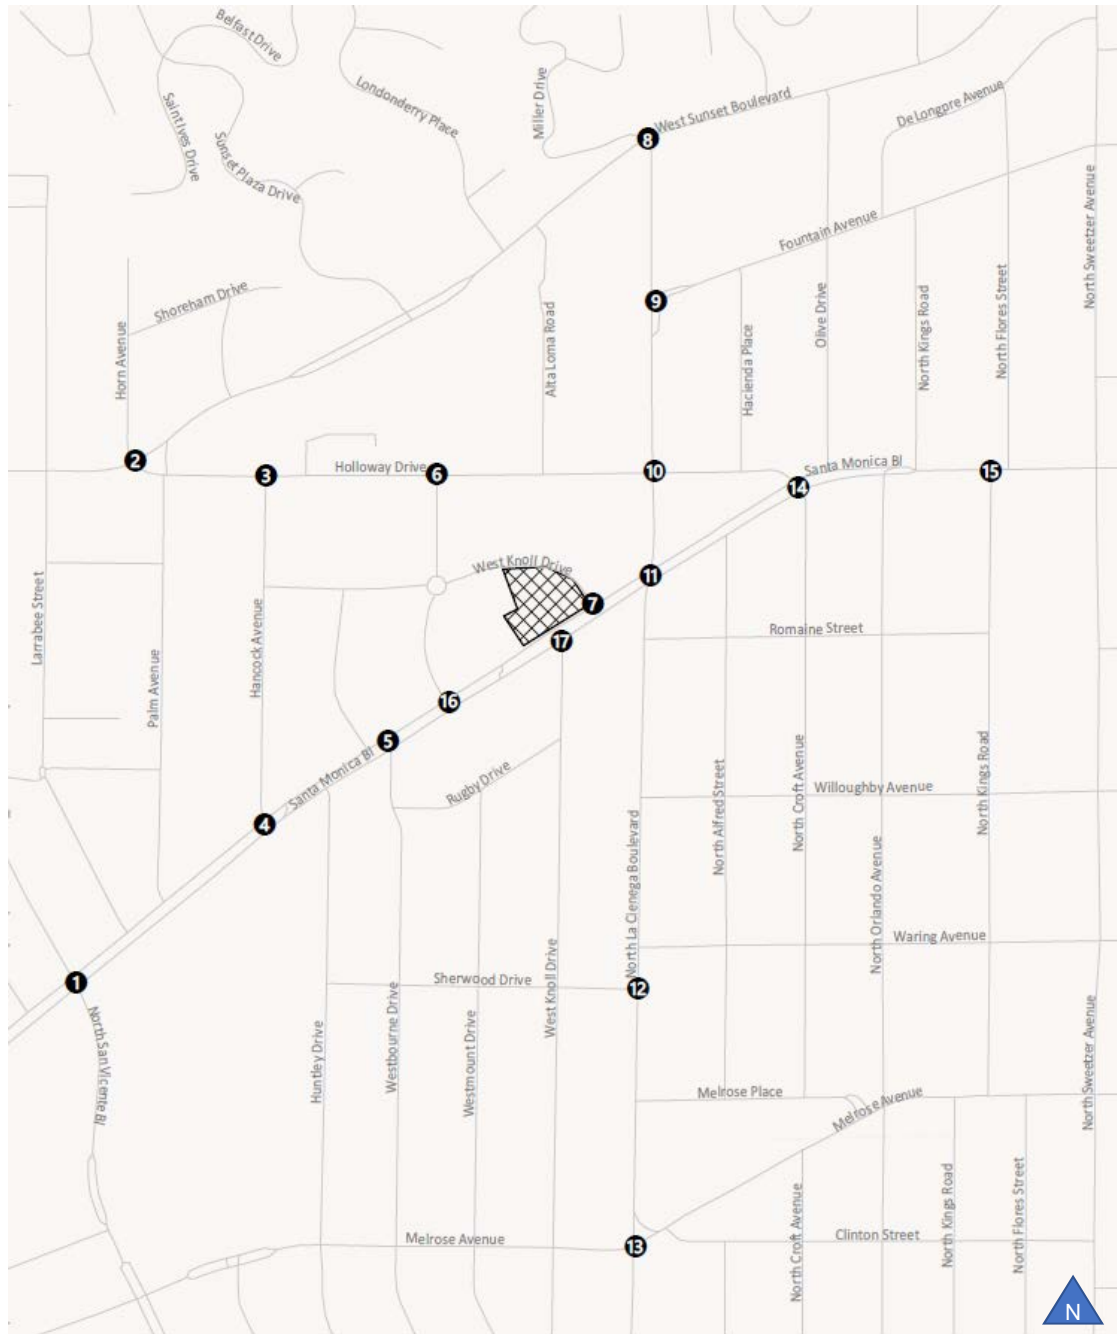 Belfast Drive
Londonderry Place
Saint Ives Drive
Sunset Plaza Drive
Miller Drive
8
West Sunset Boulevard
DeLongpre Avenue
Fountain Avenue
North Sweetzer Avenue
Shoreham Drive
Horn Avenue
Alta Loma Road
9
Hacienda Place
Olive Drive
North Kings Road
North Flores Street
2
3
Holloway Drive
6
10
Santa Monica Bl
14
15
West Knoll Drive
7
11
17
Larrabee Street
Palm Avenue
Hancock Avenue
16
5
Santa Monica Bl
4
Rugby Drive
Romaine Street
North Alfred Street
North Croft Avenue
Willoughby Avenue
North Orlando Avenue
North Kings Road
North La Cienega Boulevard
Waring Avenue
1
North San Vicente Bl
Sherwood Drive
12
Huntley Drive
Westbourne Drive
Westmount Drive
West Knoll Drive
Melrose Place
Melrose Avenue
North Sweetzer Avenue
Melrose Avenue
13
North Croft Avenue
Clinton Street
North Kings Road
North Flores Street
N